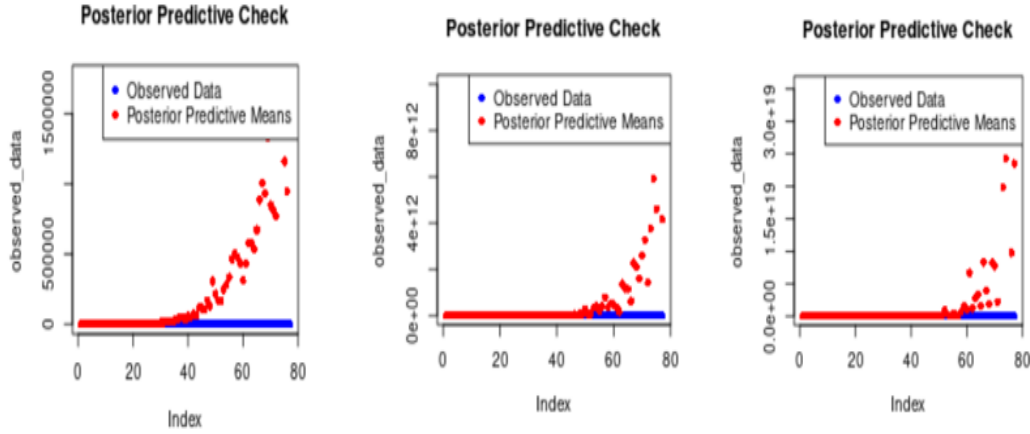 Posterior Predictive Check
Observed Data
Posterior Predictive Means
observed_data
0
500000
1500000
0
20
40
60
80
Index
Posterior Predictive Check
Observed Data
Posterior Predictive Means
observed_data
0e+00
4e+12
8e+12
0
20
40
60
80
Index
Posterior Predictive Check
Observed Data
Posterior Predictive Means
observed_data
0.0e+00
1.5e+19
3.0e+19
0
20
40
60
80
Index